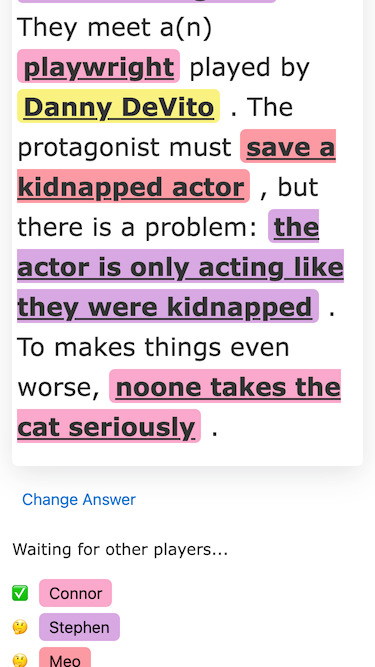 They meet a(n)
playwright played by
Danny DeVito . The
protagonist must save a
kidnapped actor , but
there is a problem: the
actor is only acting like
they were kidnapped .
To makes things even
worse, noone takes the
cat seriously .
Change Answer
Waiting for other players...
Connor
Stephen
Meo